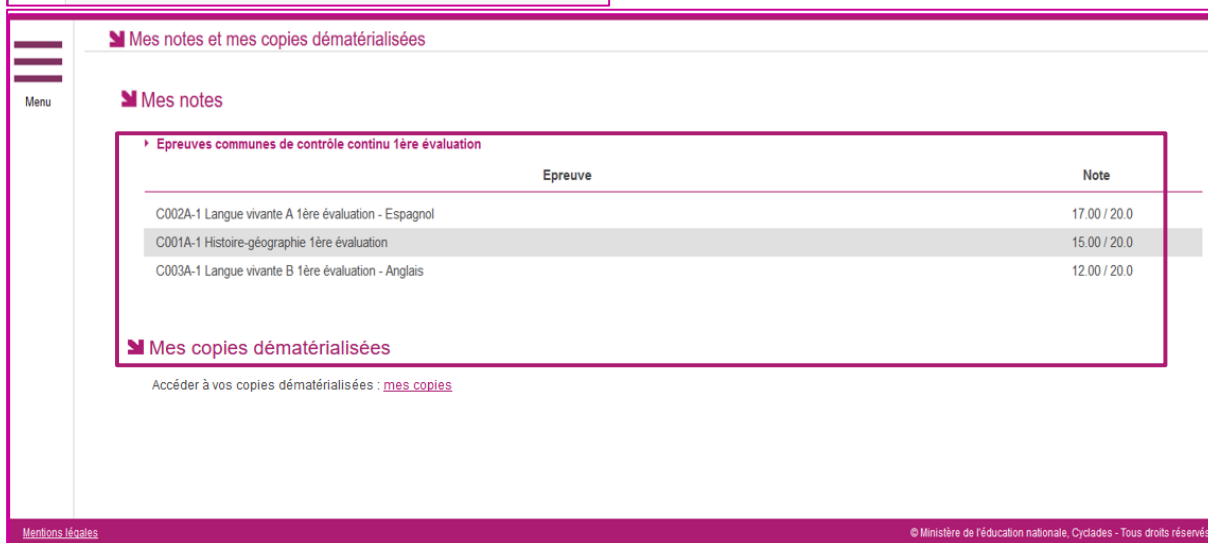 Mes notes et mes copies dématérialisées
Menu
Mes notes
Epreuves communes de contrôle continu 1ère évaluation
Epreuve Note
C002A-1 Langue vivante A 1ère évaluation - Espagnol 17.00 / 20.0
C001A-1 Histoire-géographie 1ère évaluation 15.00 / 20.0
C003A-1 Langue vivante B 1ère évaluation - Anglais 12.00 / 20.0
Mes copies dématérialisées
Accéder à vos copies dématérialisées : mes copies
Mentions légales © Ministère de l'éducation nationale, Cyclades - Tous droits réservés